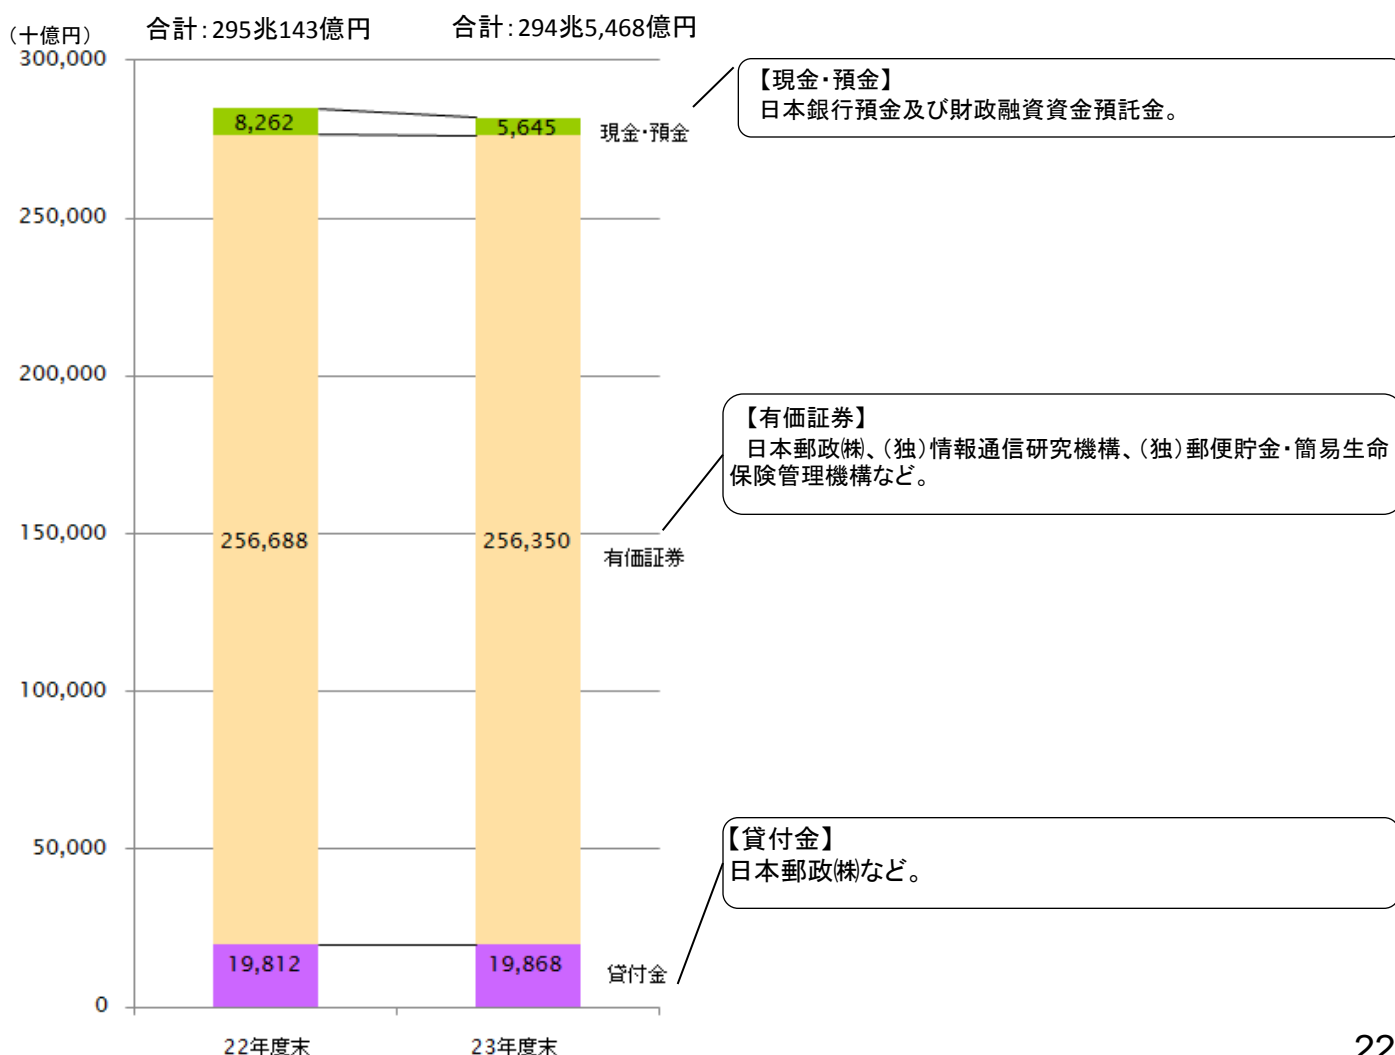 （十億円）
合計：295兆143億円
合計：294兆5,468億円
300,000
250,000
200,000
150,000
100,000
50,000
0
8,262
5,645
現金・預金
256,688
256,350
有価証券
19,812
19,868
貸付金
22年度末
23年度末
【現金・預金】
日本銀行預金及び財政融資資金預託金。
【有価証券】
日本郵政㈱、（独）情報通信研究機構、（独）郵便貯金・簡易生命
保険管理機構など。
【貸付金】
日本郵政㈱など。
22